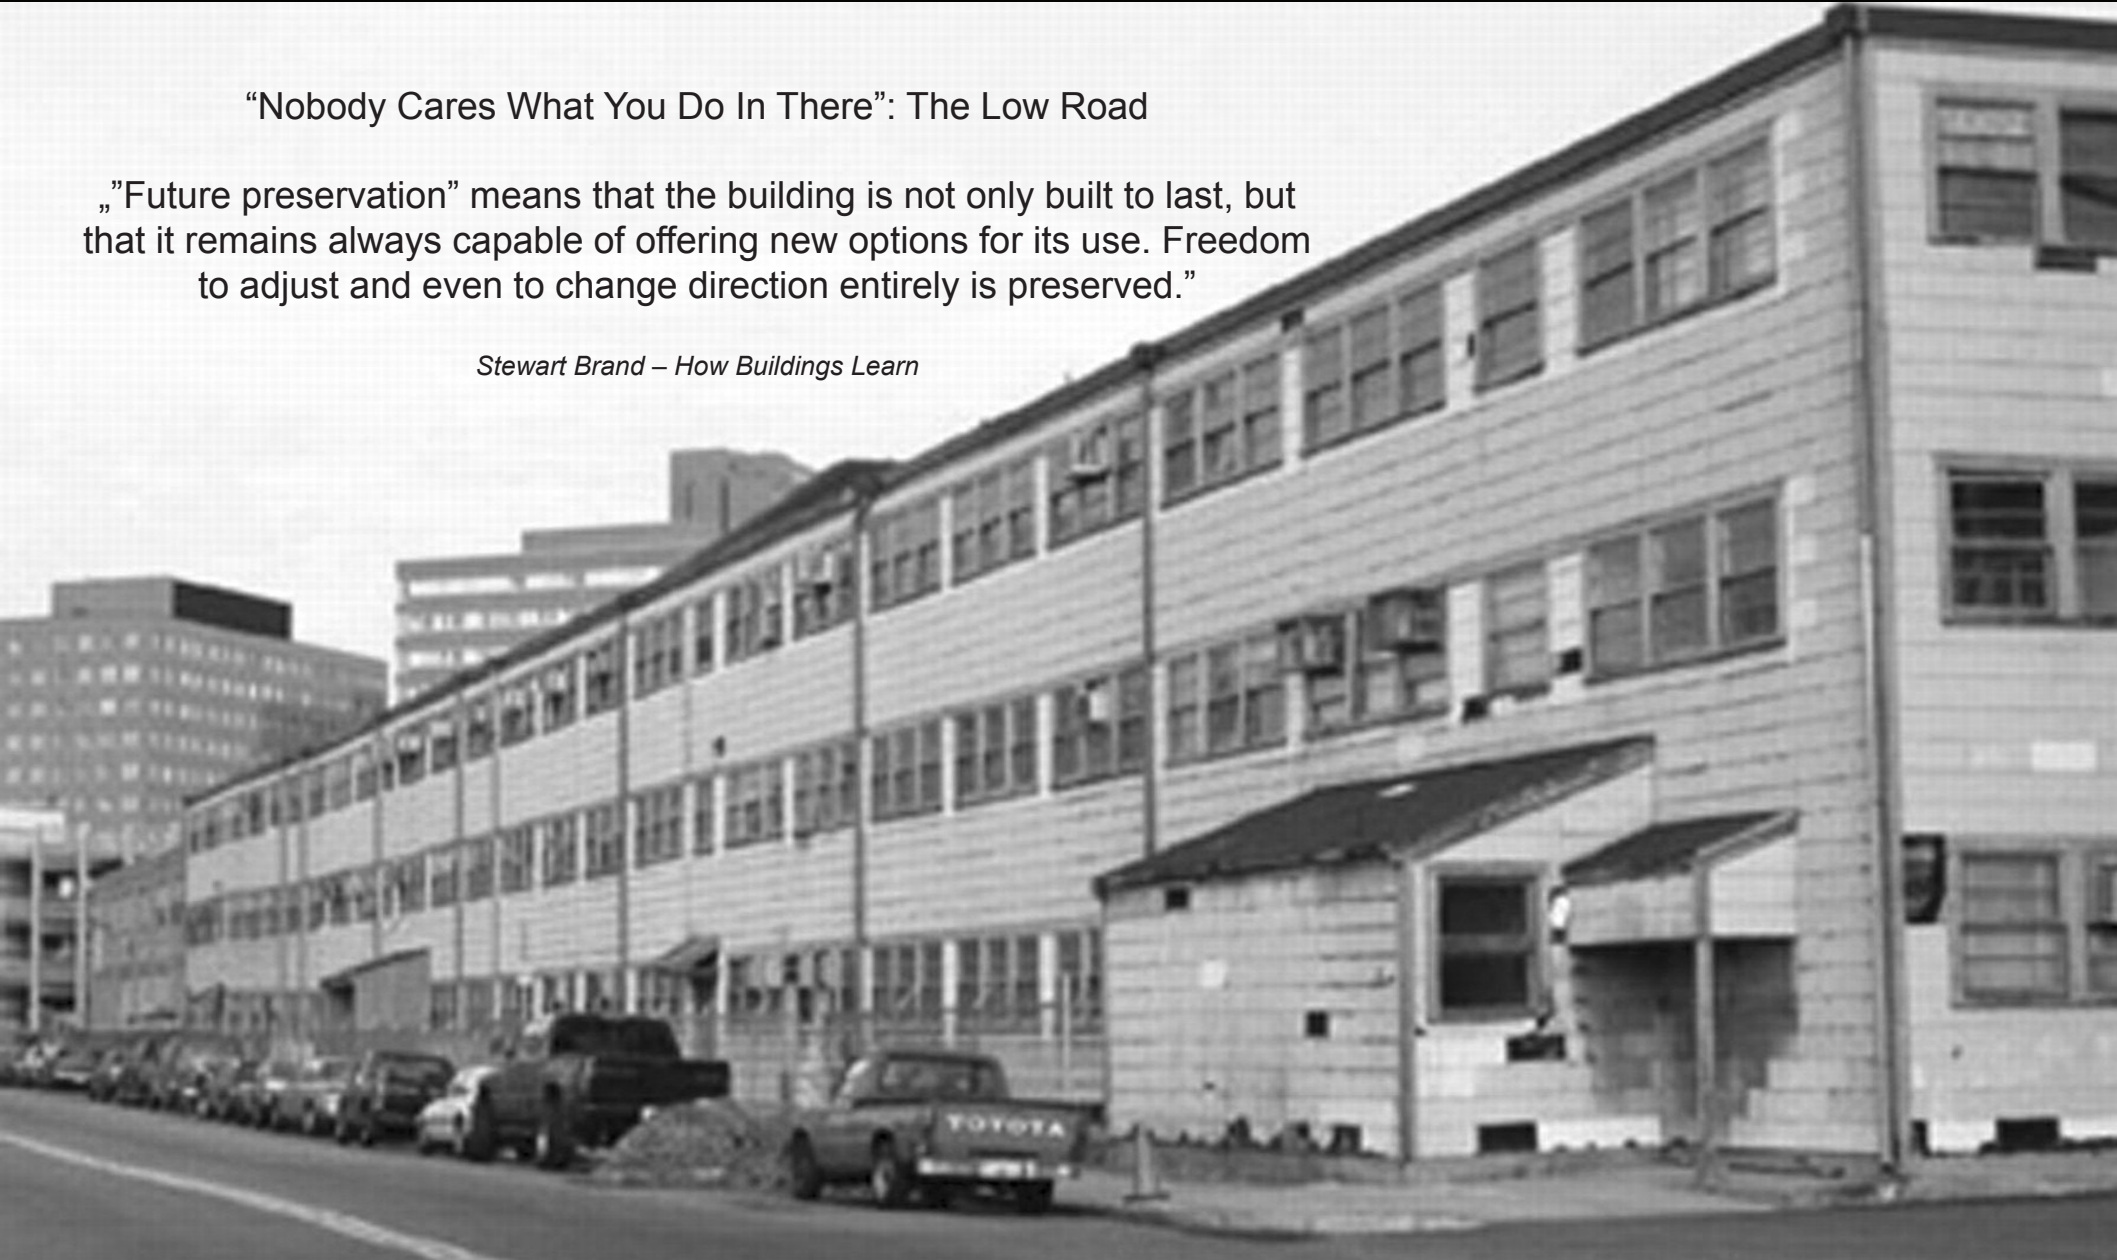 “Nobody Cares What You Do In There”: The Low Road
„”Future preservation” means that the building is not only built to last, but
that it remains always capable of offering new options for its use. Freedom
to adjust and even to change direction entirely is preserved.”
Stewart Brand – How Buildings Learn
TOYOTA